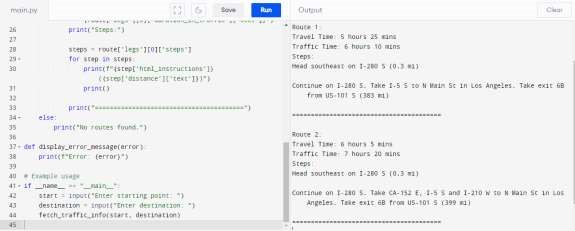 main.py
Save
Run
Output
Clear
26 print("Steps:")
27
28 steps = route['legs'][0]['steps']
29 for step in steps:
30 print(f"{step['html_instructions']}
({step['distance']['text']})")
31 print()
32
33 print("========================================")
34 else:
35 print("No routes found.")
36
37 def display_error_message(error):
38 print(f"Error: {error}")
39
40 # Example usage
41 if __name__ == "__main__":
42 start = input("Enter starting point: ")
43 destination = input("Enter destination: ")
44 fetch_traffic_info(start, destination)
45
Route 1:
Travel Time: 5 hours 25 mins
Traffic Time: 6 hours 10 mins
Steps:
Head southeast on I-280 S (0.3 mi)
Continue on I-280 S. Take I-5 S to N Main St in Los Angeles. Take exit 6B
from US-101 S (383 mi)
========================================
Route 2:
Travel Time: 6 hours 5 mins
Traffic Time: 7 hours 20 mins
Steps:
Head southeast on I-280 S (0.3 mi)
Continue on I-280 S. Take CA-152 E, I-5 S and I-210 W to N Main St in Los
Angeles. Take exit 6B from US-101 S (399 mi)
========================================